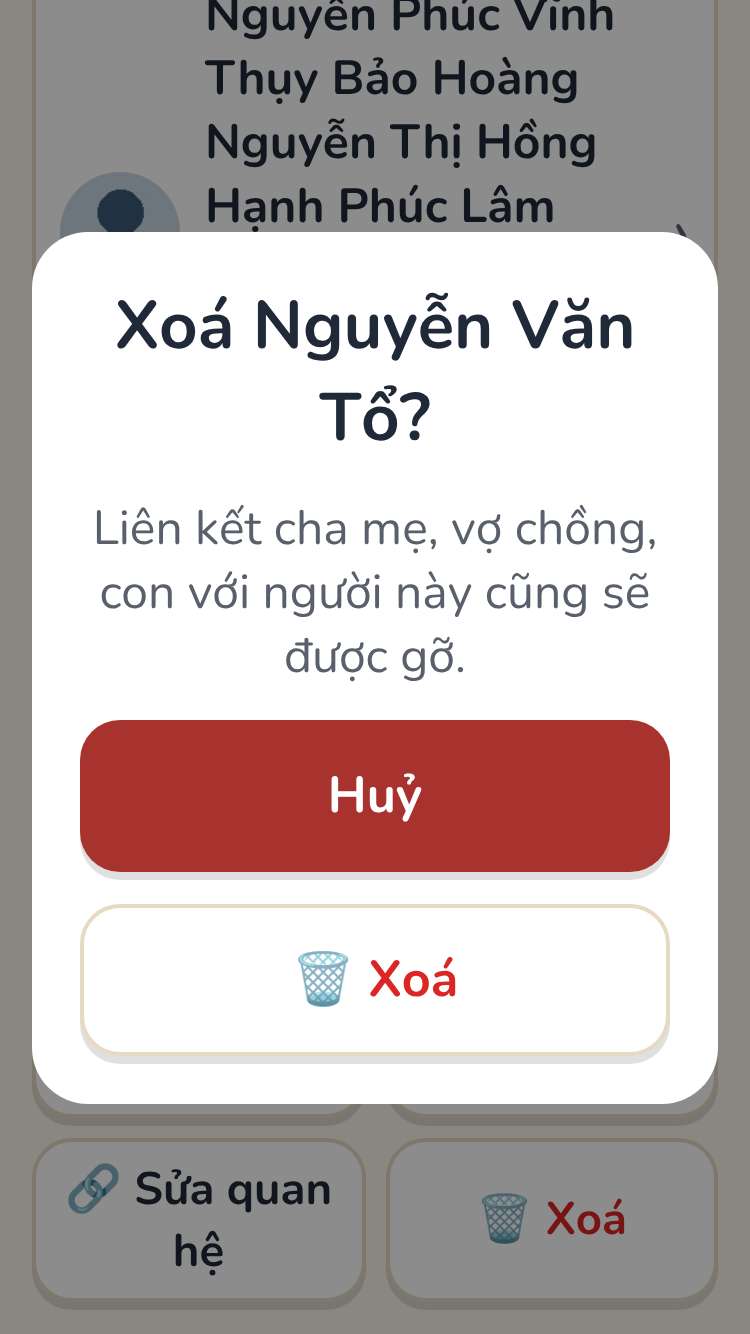 Nguyễn Phúc Vĩnh
Thụy Bảo Hoàng
Nguyễn Thị Hồng
Hạnh Phúc Lâm
Xoá Nguyễn Văn
Tổ?
Liên kết cha mẹ, vợ chồng,
con với người này cũng sẽ
được gỡ.
Huỷ
Xoá
Sửa quan
hệ
Xoá